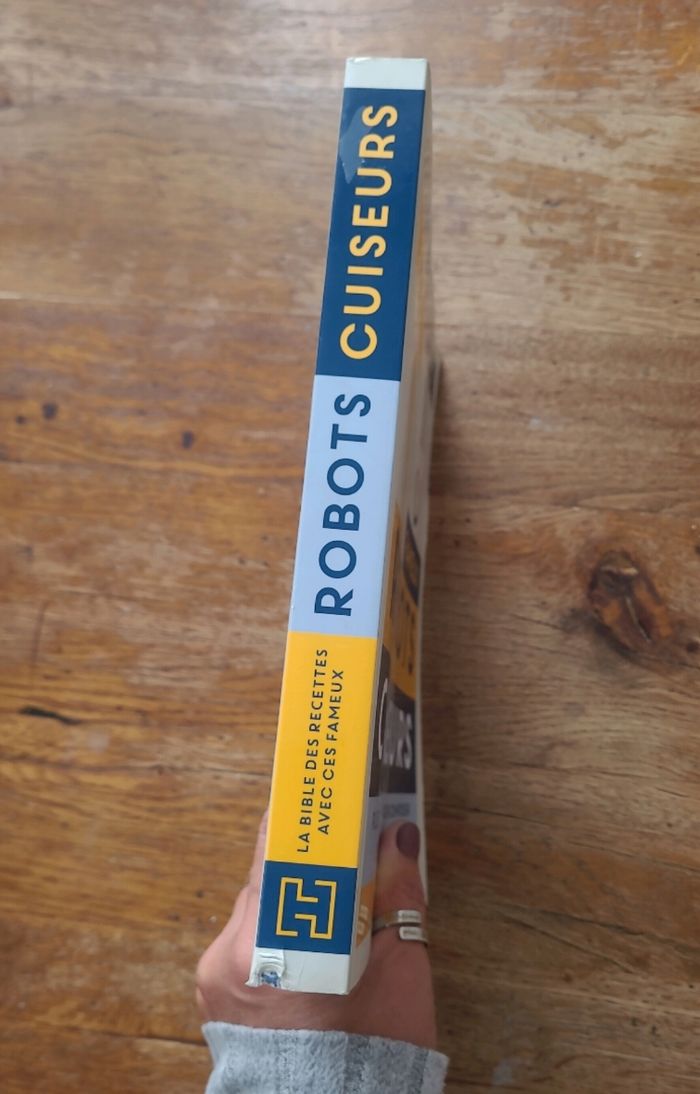 LA BIBLE DES RECETTES
AVEC CES FAMEUX
ROBOTS
CUISEURS